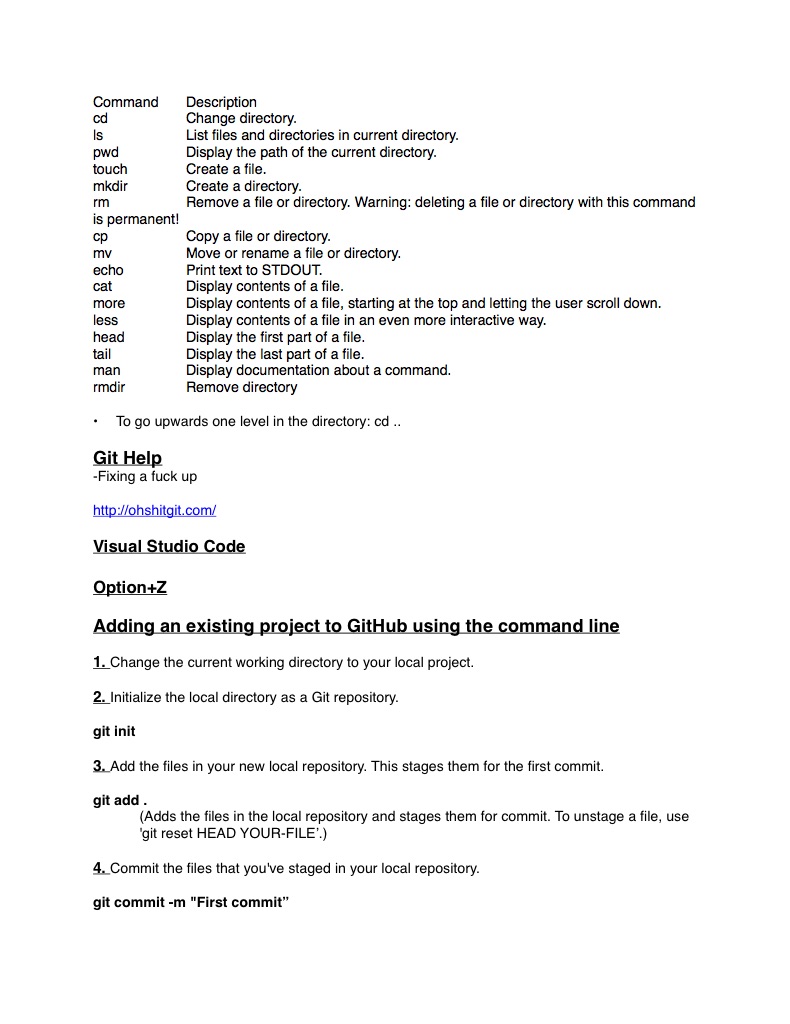 Command Description
cd Change directory.
ls List files and directories in current directory.
pwd Display the path of the current directory.
touch Create a file.
mkdir Create a directory.
rm Remove a file or directory. Warning: deleting a file or directory with this command
is permanent!
cp Copy a file or directory.
mv Move or rename a file or directory.
echo Print text to STDOUT.
cat Display contents of a file.
more Display contents of a file, starting at the top and letting the user scroll down.
less Display contents of a file in an even more interactive way.
head Display the first part of a file.
tail Display the last part of a file.
man Display documentation about a command.
rmdir Remove directory
• To go upwards one level in the directory: cd ..
Git Help
-Fixing a fuck up
http://ohshitgit.com/
Visual Studio Code
Option+Z
Adding an existing project to GitHub using the command line
1. Change the current working directory to your local project.
2. Initialize the local directory as a Git repository.
git init
3. Add the files in your new local repository. This stages them for the first commit.
git add .
(Adds the files in the local repository and stages them for commit. To unstage a file, use
'git reset HEAD YOUR-FILE’.)
4. Commit the files that you've staged in your local repository.
git commit -m "First commit”